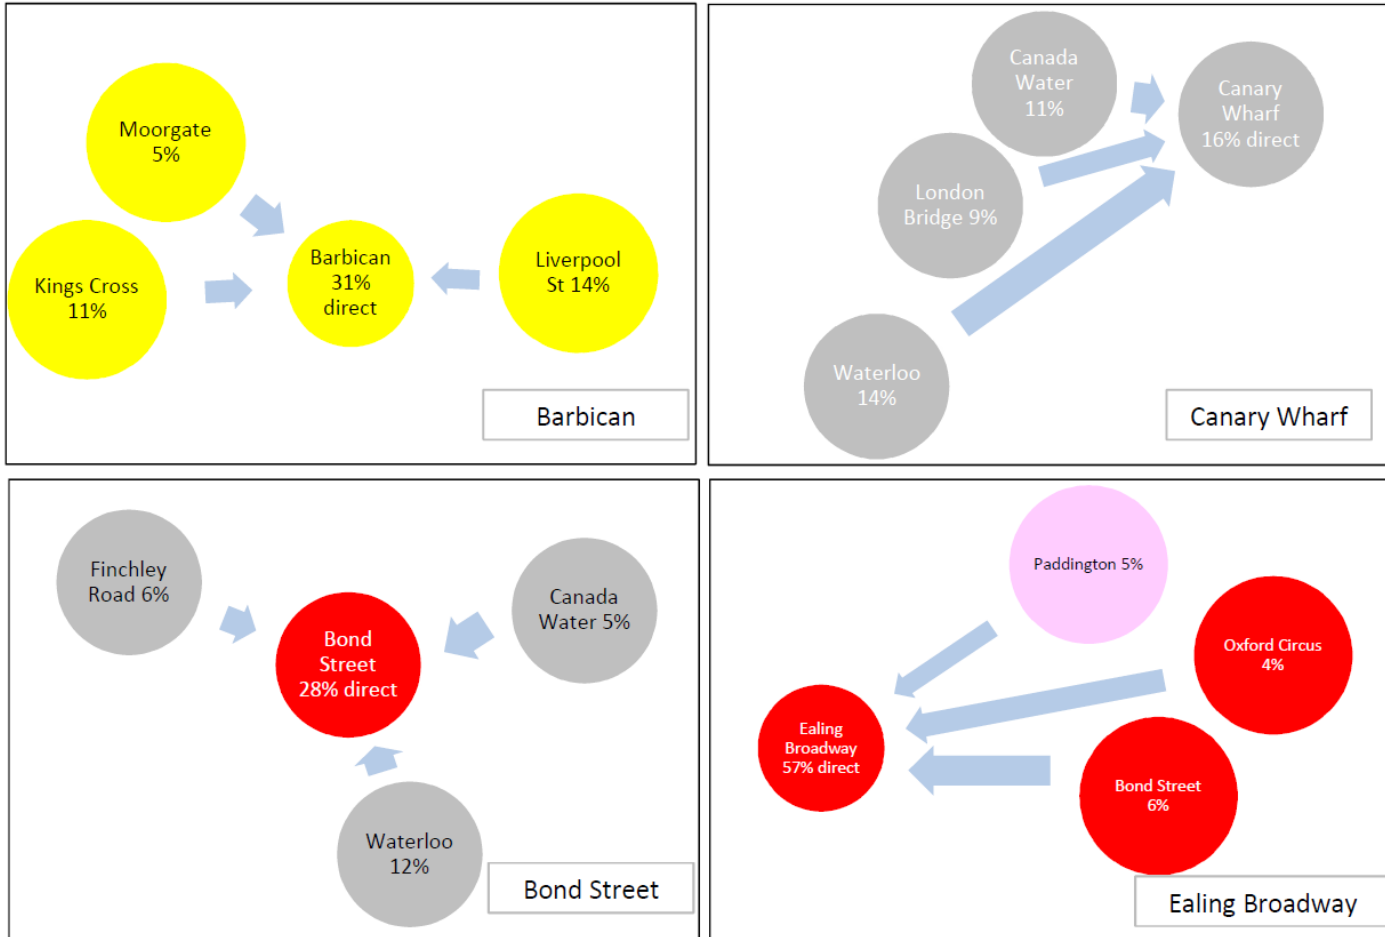 Moorgate
5%
Kings Cross
11%
Barbican
31%
direct
Liverpool
St 14%
Barbican
Canada
Water
11%
Canary
Wharf
16% direct
London
Bridge 9%
Waterloo
14%
Canary Wharf
Finchley
Road 6%
Bond
Street
28% direct
Canada
Water 5%
Waterloo
12%
Bond Street
Paddington 5%
Oxford Circus
4%
Ealing
Broadway
57% direct
Bond Street
6%
Ealing Broadway